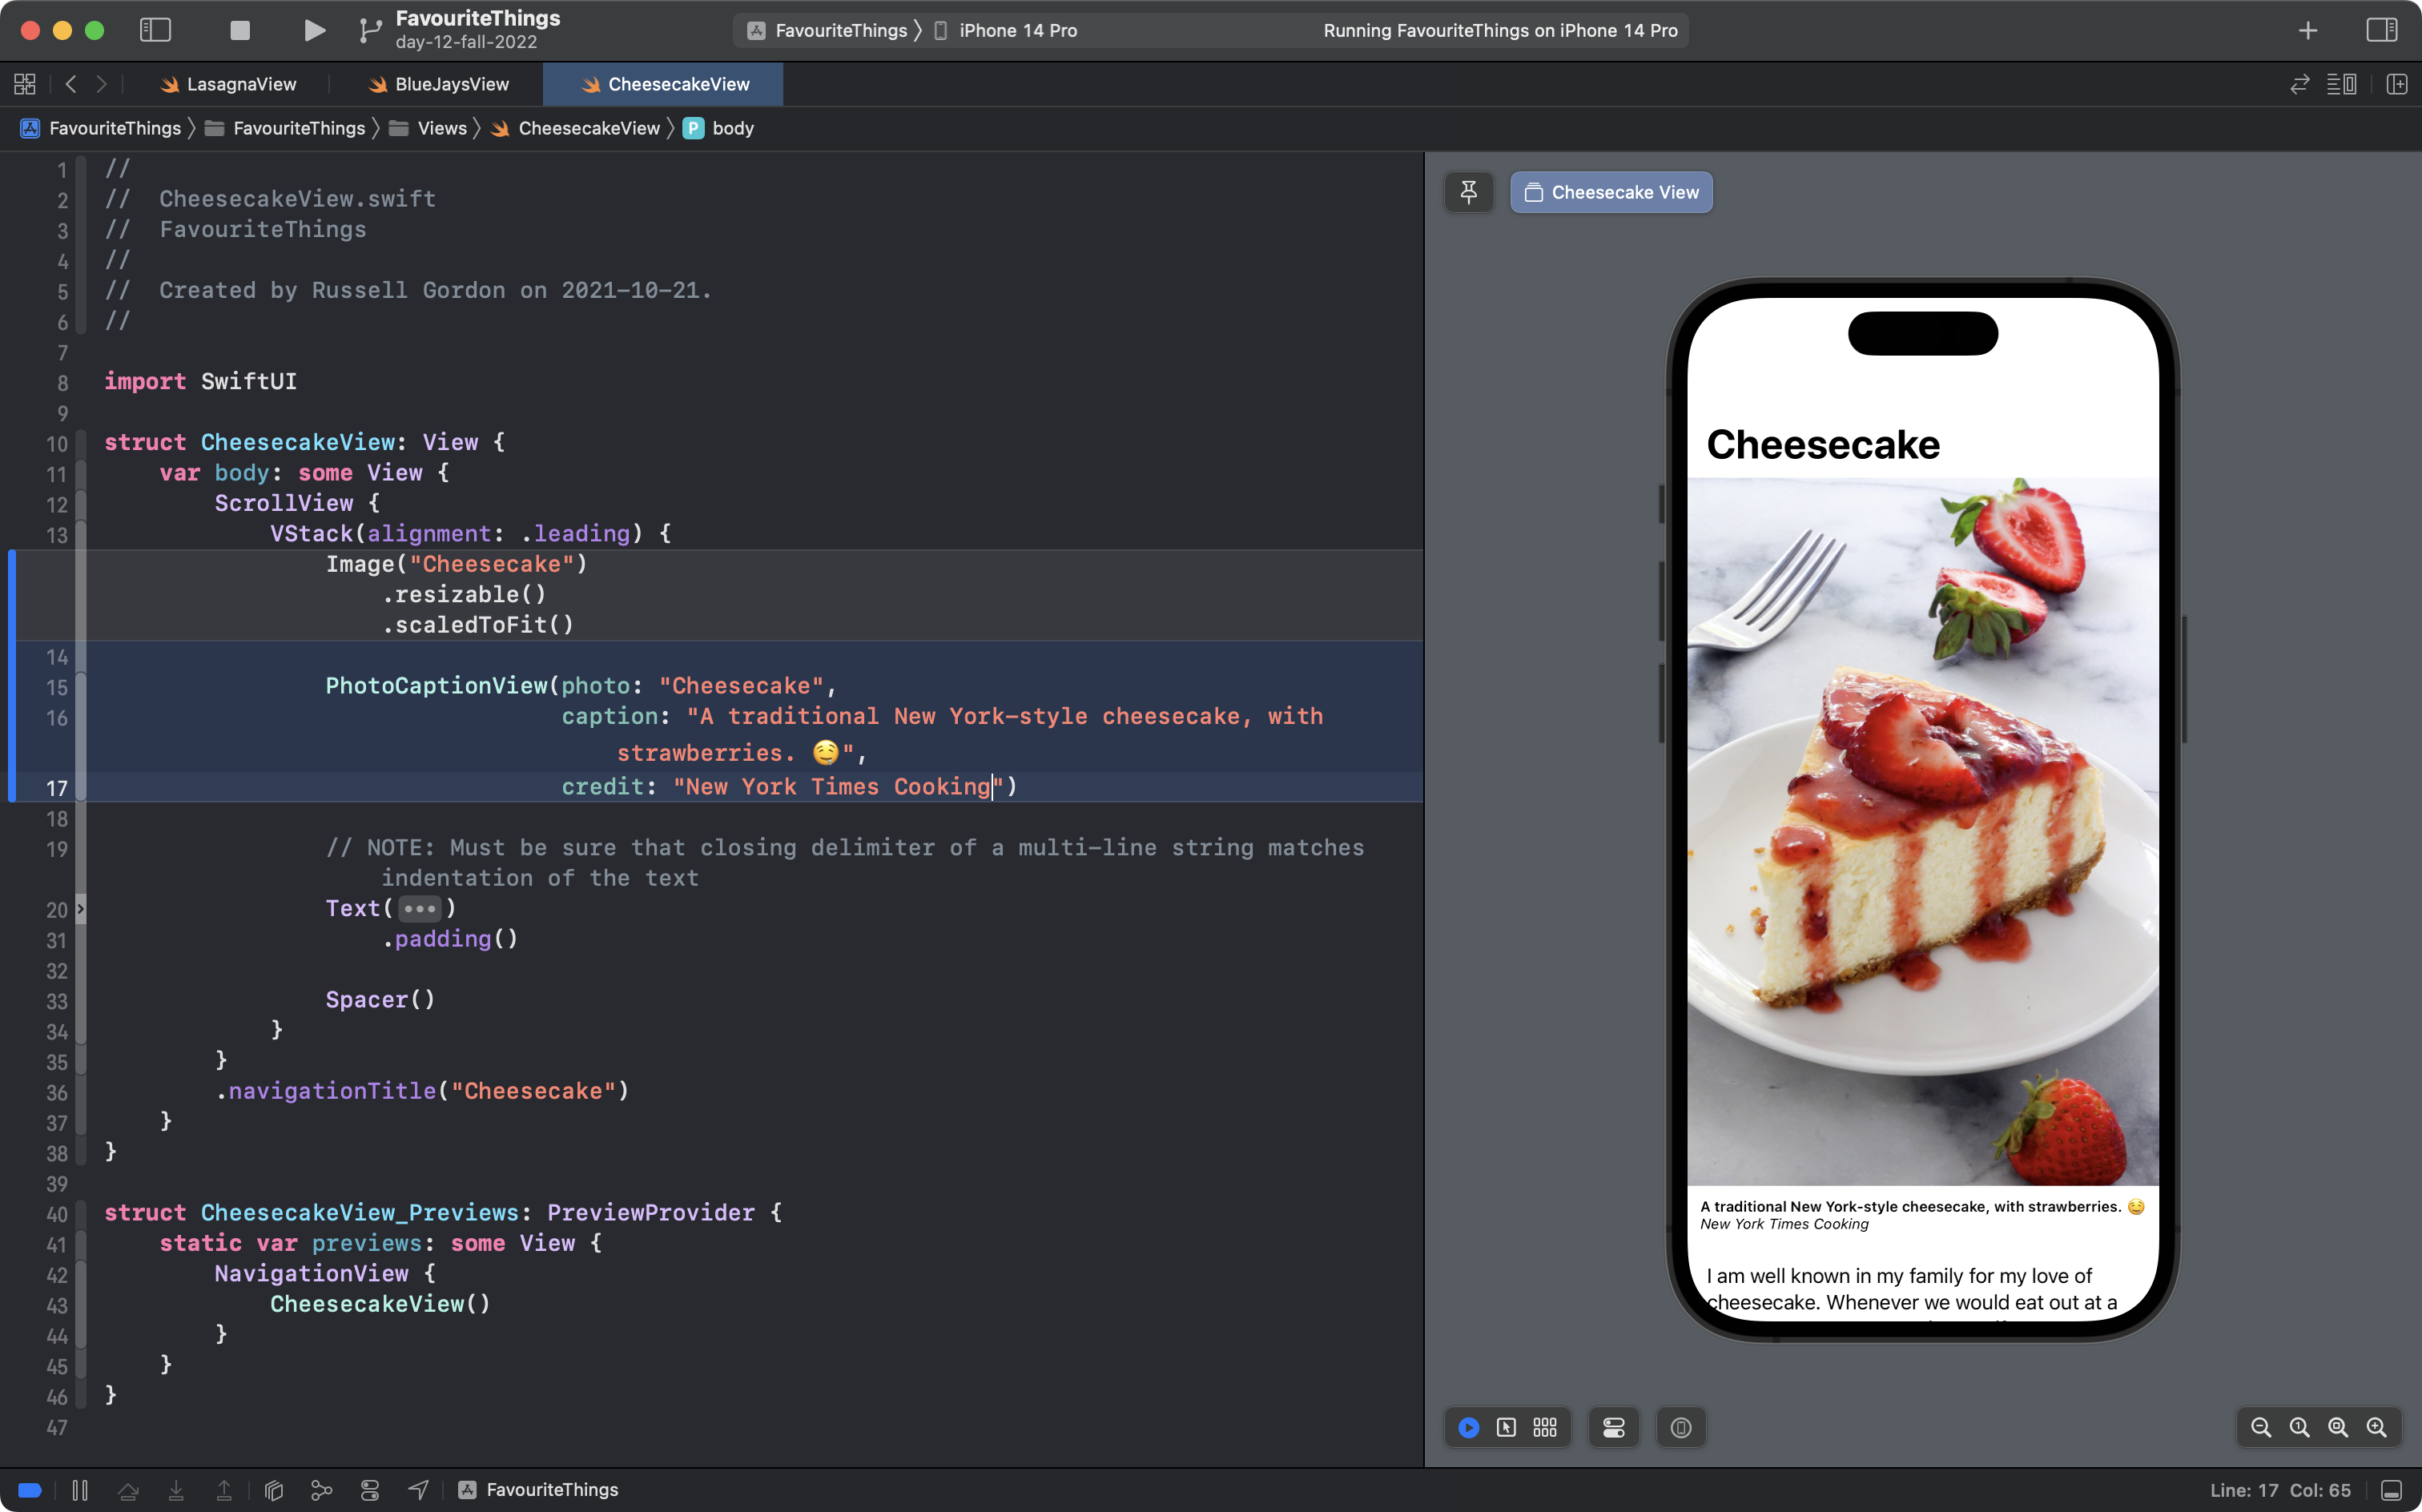 FavouriteThings
day-12-fall-2022
FavouriteThings 〉 iPhone 14 Pro
Running FavouriteThings on iPhone 14 Pro
LasagnaView
BlueJaysView
CheesecakeView
FavouriteThings 〉 FavouriteThings 〉 Views 〉 CheesecakeView 〉 P body
1 //
2 //  CheesecakeView.swift
3 //  FavouriteThings
4 //
5 //  Created by Russell Gordon on 2021-10-21.
6 //
7
8 import SwiftUI
9
10 struct CheesecakeView: View {
11     var body: some View {
12         ScrollView {
13             VStack(alignment: .leading) {
                Image("Cheesecake")
                    .resizable()
                    .scaledToFit()
14
15                 PhotoCaptionView(photo: "Cheesecake",
16                                  caption: "A traditional New York-style cheesecake, with
                                     strawberries. 🤤",
17                                  credit: "New York Times Cooking")
18
19                 // NOTE: Must be sure that closing delimiter of a multi-line string matches
                    indentation of the text
20                 Text(•••)
31                     .padding()
32
33                 Spacer()
34             }
35         }
36         .navigationTitle("Cheesecake")
37     }
38 }
39
40 struct CheesecakeView_Previews: PreviewProvider {
41     static var previews: some View {
42         NavigationView {
43             CheesecakeView()
44         }
45     }
46 }
47
Cheesecake View
Cheesecake
A traditional New York-style cheesecake, with strawberries. 🤤
New York Times Cooking
I am well known in my family for my love of
cheesecake. Whenever we would eat out at a
FavouriteThings
Line: 17 Col: 65